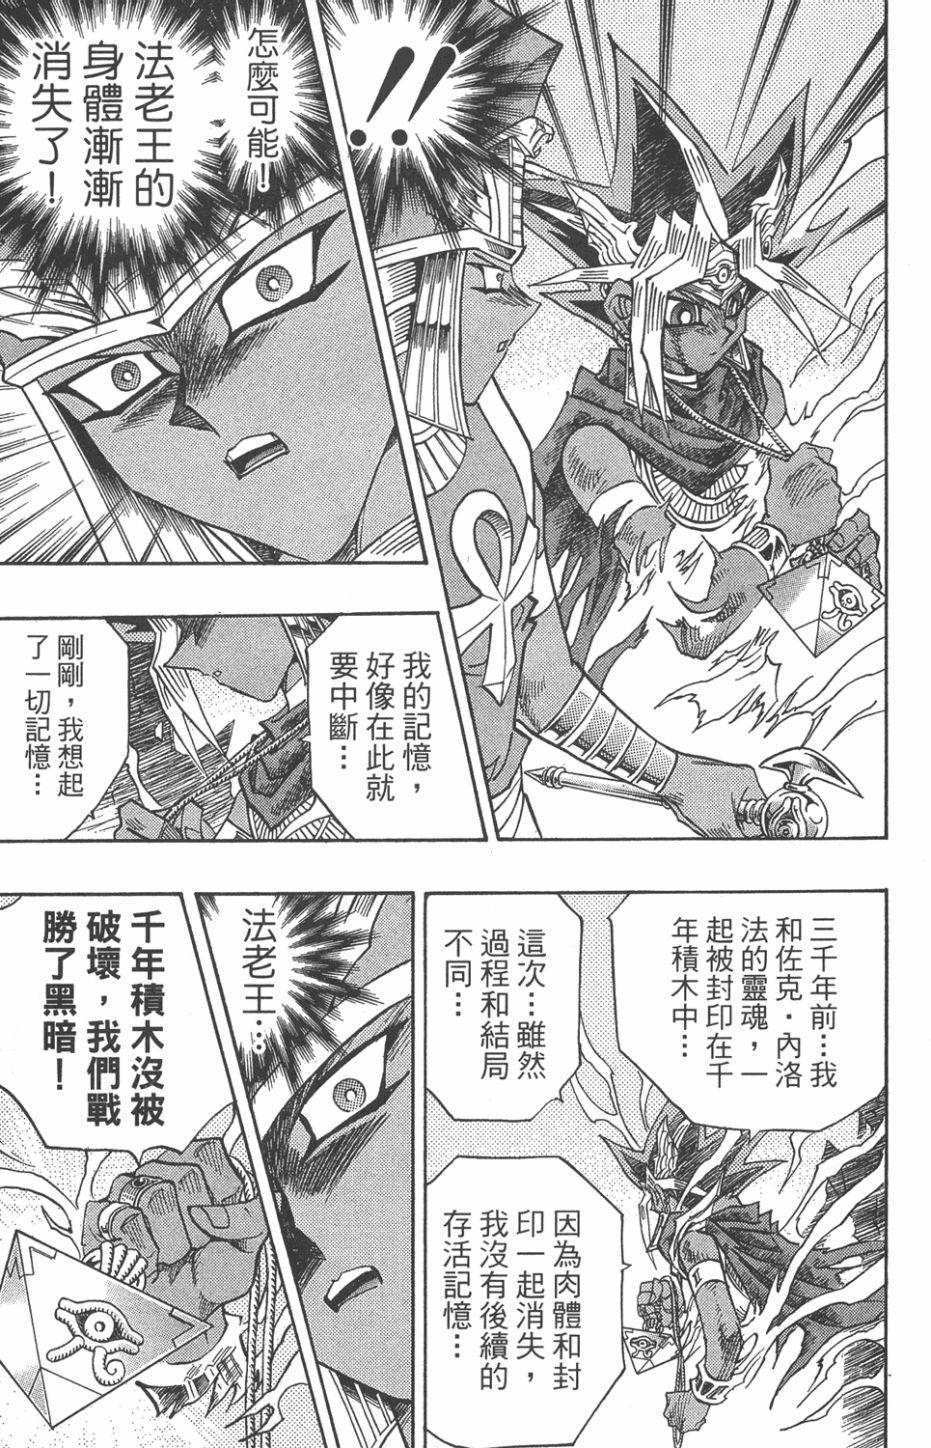 !!
怎麼可能！
法老王的
身體漸漸
消失了！
我的記憶，
好像在此就
要中斷…
剛剛，我想起
了一切記憶…
三千年前…我
和佐克·內洛
法的靈魂，一
起被封印在千
年積木中…
這次…雖然
過程和結局
不同…
因為肉體和封
印一起消失，
我沒有後續的
存活記憶…
法老王…
千年積木沒被
破壞，我們戰
勝了黑暗！